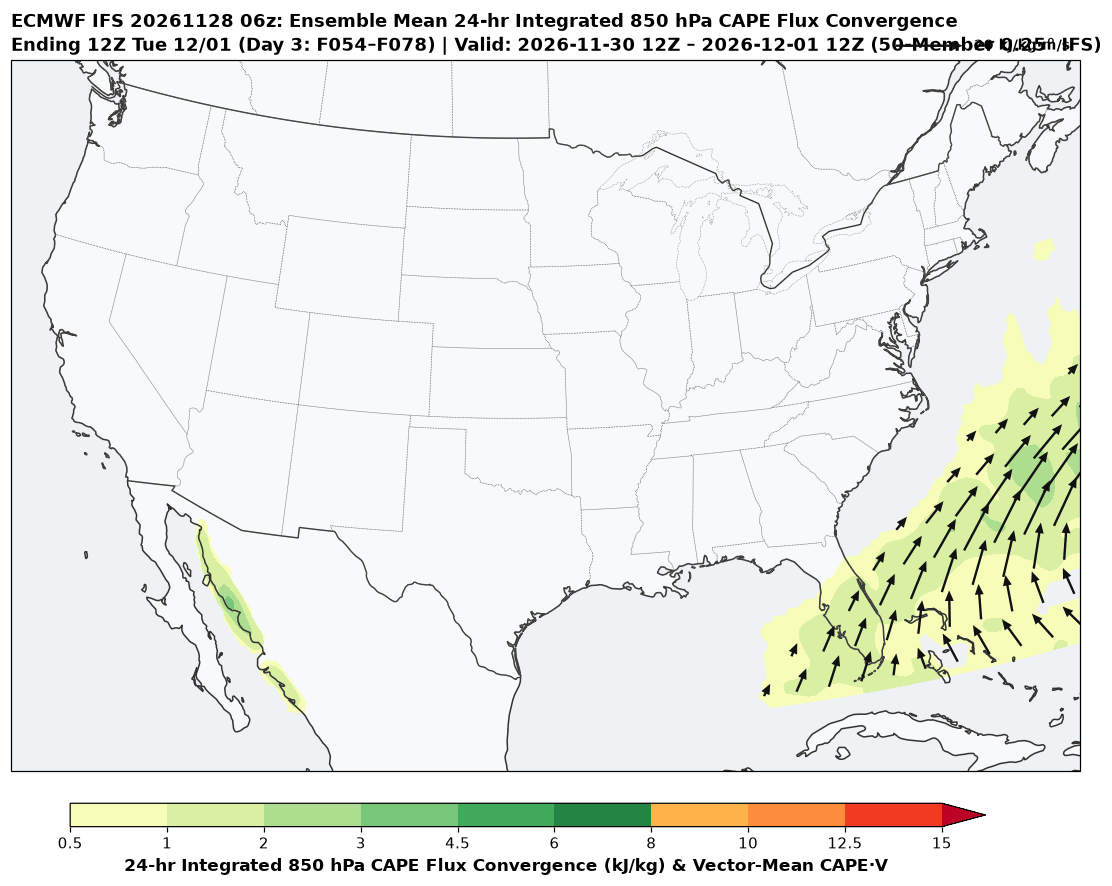 ECMWF IFS 20261128 06z: Ensemble Mean 24-hr Integrated 850 hPa CAPE Flux Convergence
Ending 12Z Tue 12/01 (Day 3: F054–F078) | Valid: 2026-11-30 12Z – 2026-12-01 12Z (50-Member 0.25° IFS)
0.5 1 2 3 4.5 6 8 10 12.5 15
24-hr Integrated 850 hPa CAPE Flux Convergence (kJ/kg) & Vector-Mean CAPE·V